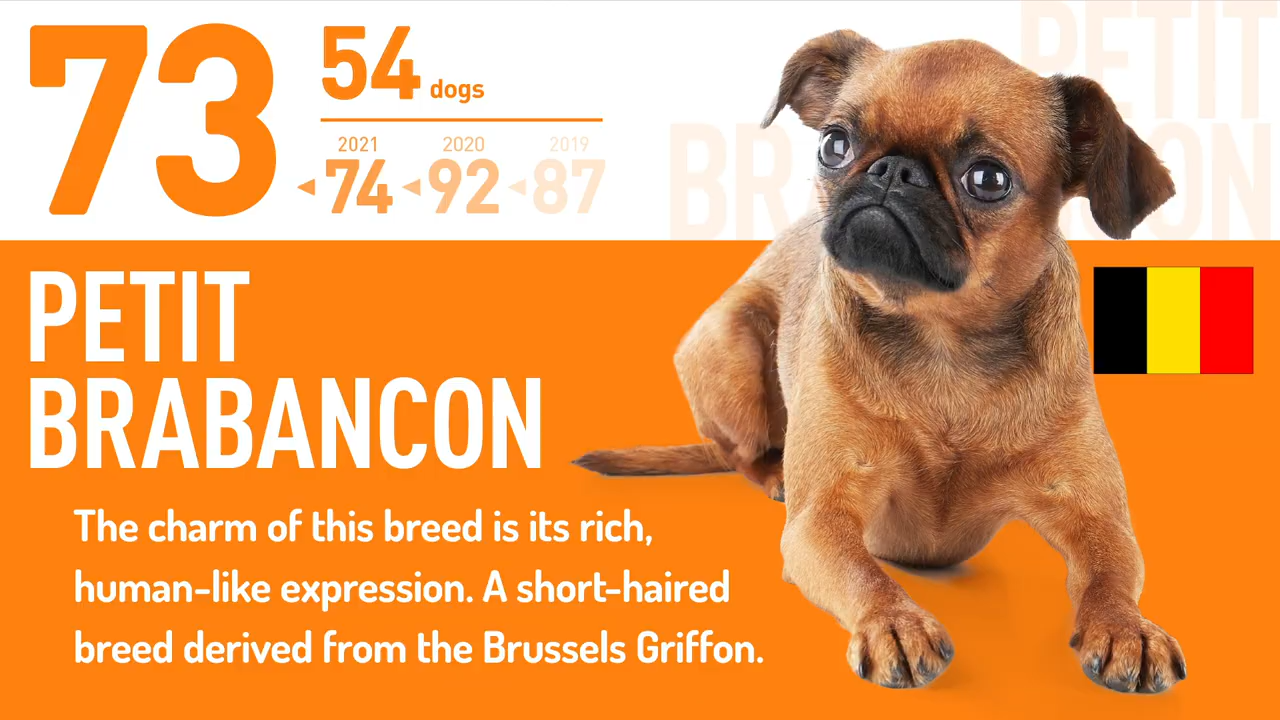 73
54 dogs
2021 2020 2019
◄74 ◄92 ◄87
PETIT
BRABANCON
PETIT
BRABANCON
The charm of this breed is its rich,
human-like expression. A short-haired
breed derived from the Brussels Griffon.